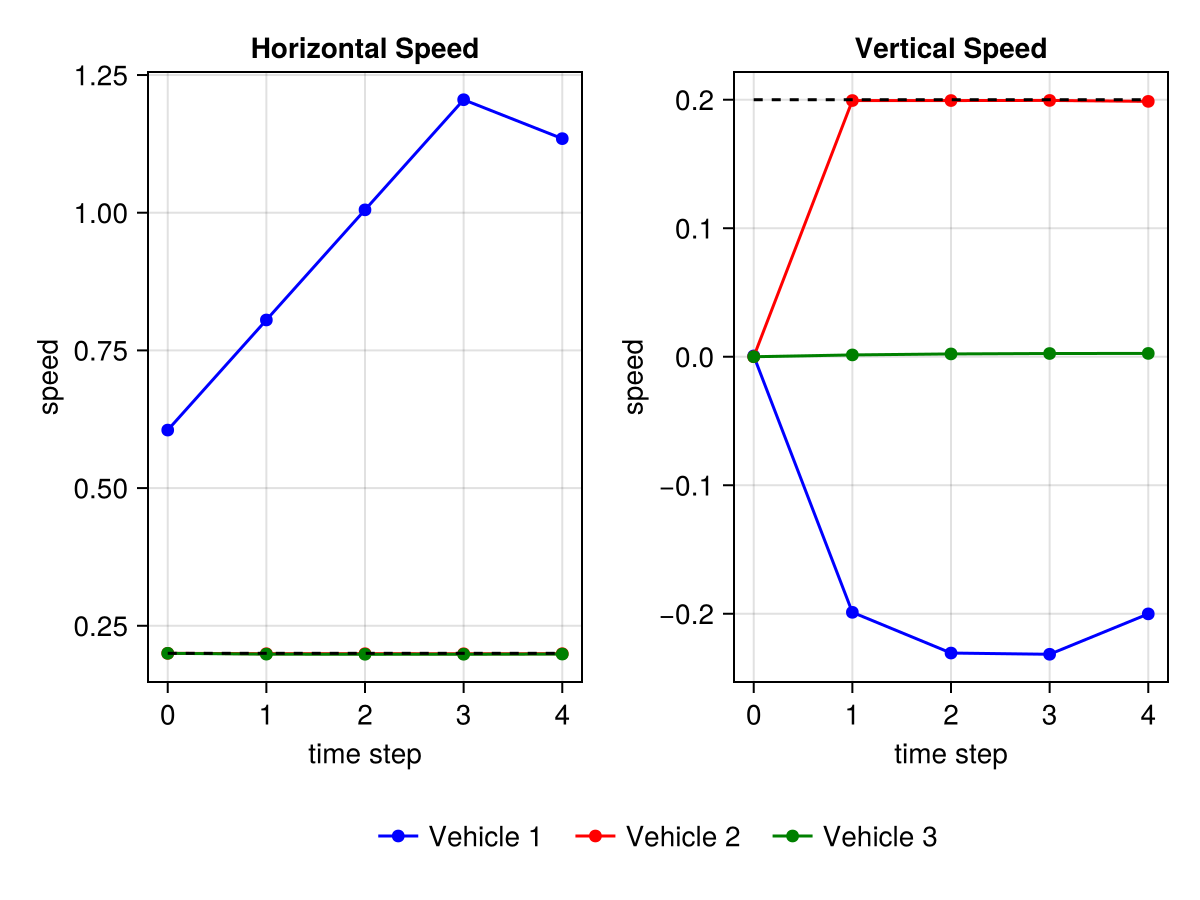 Horizontal Speed
1.25
1.00
0.75
0.50
0.25
speed
0 1 2 3 4
time step
Vertical Speed
0.2
0.1
0.0
−0.1
−0.2
speed
0 1 2 3 4
time step
Vehicle 1 Vehicle 2 Vehicle 3